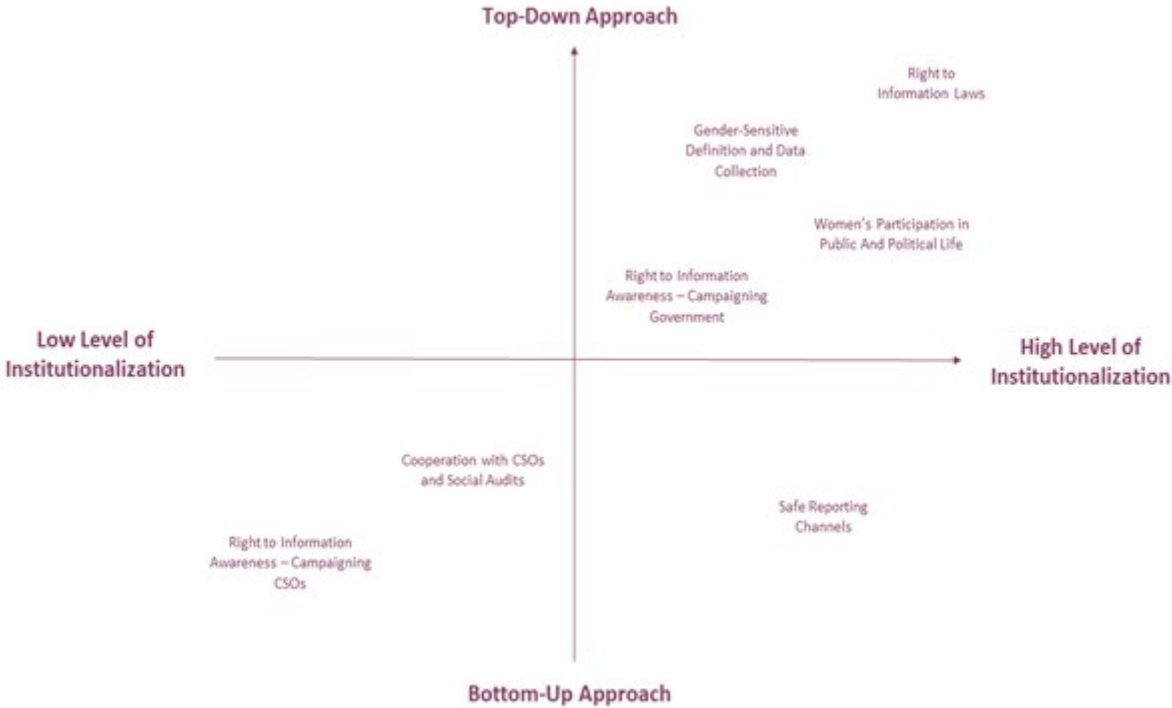 Top-Down Approach
Right to
Information Laws
Gender-Sensitive
Definition and Data
Collection
Women's Participation in
Public And Political Life
Right to Information
Awareness – Campaigning
Government
Low Level of
Institutionalization
High Level of
Institutionalization
Cooperation with CSOs
and Social Audits
Safe Reporting
Channels
Right to Information
Awareness – Campaigning
CSOs
Bottom-Up Approach